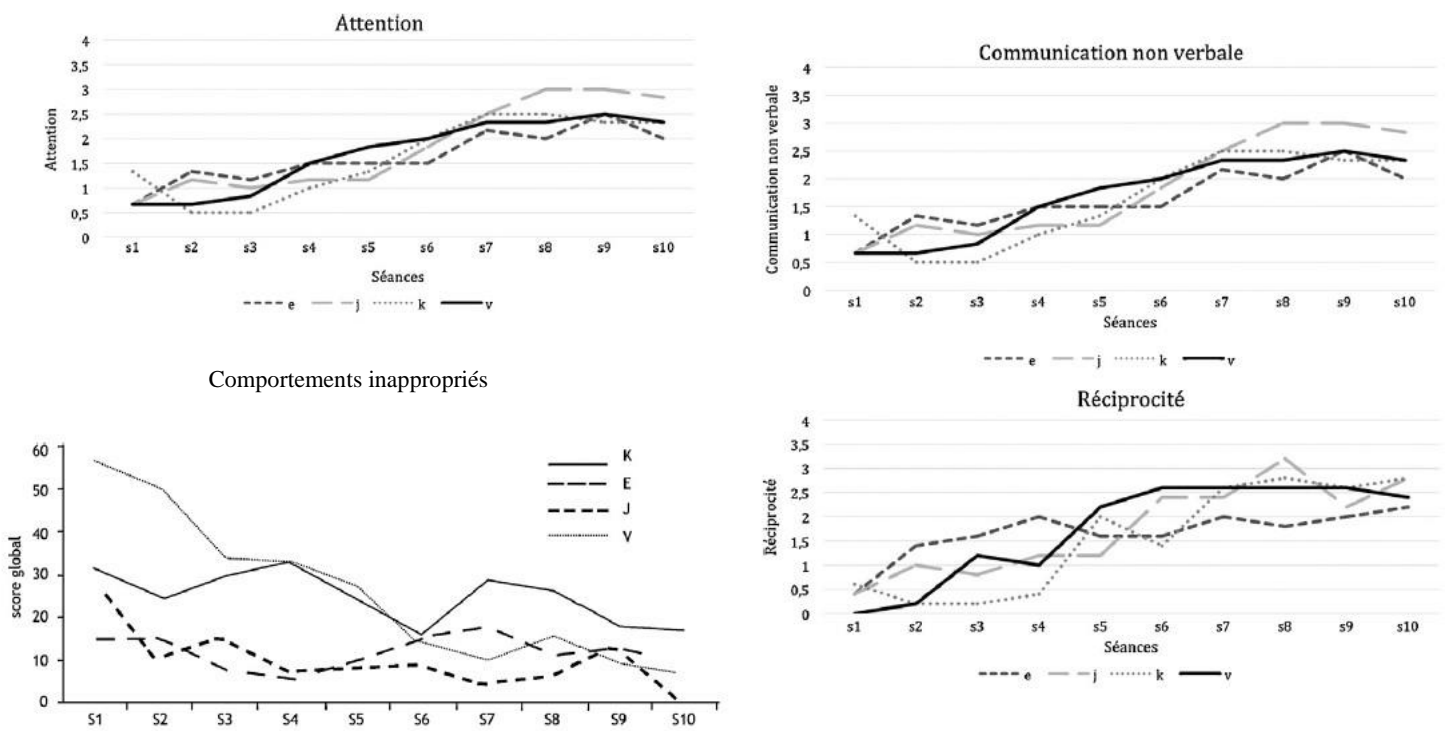 Attention
4
3,5
3
2,5
2
1,5
1
0,5
0
Attention
s1 s2 s3 s4 s5 s6 s7 s8 s9 s10
Séances
e j k v
Communication non verbale
4
3,5
3
2,5
2
1,5
1
0,5
0
Communication non verbale
s1 s2 s3 s4 s5 s6 s7 s8 s9 s10
Séances
e j k v
Comportements inappropriés
60
50
40
30
20
10
0
score global
K
E
J
V
S1 S2 S3 S4 S5 S6 S7 S8 S9 S10
Réciprocité
4
3,5
3
2,5
2
1,5
1
0,5
0
Réciprocité
s1 s2 s3 s4 s5 s6 s7 s8 s9 s10
Séances
e j k v